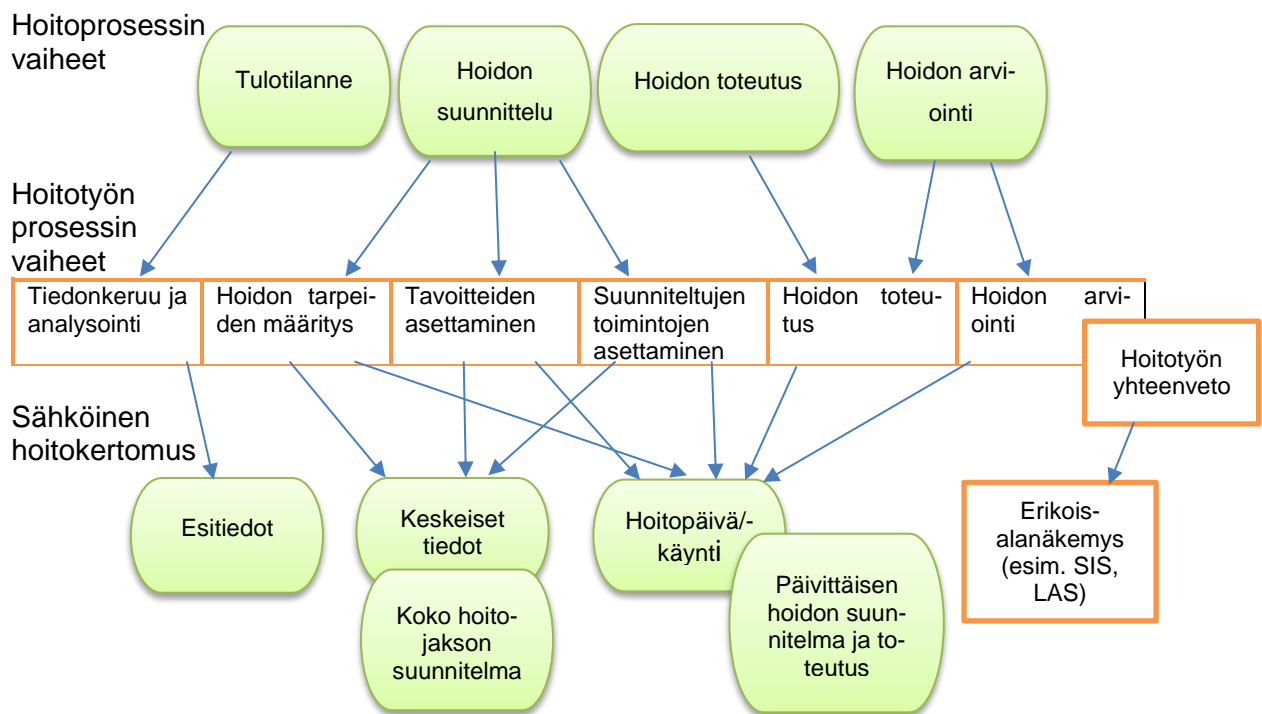 Hoitoprosessin
vaiheet
Tulotilanne
Hoidon
suunnittelu
Hoidon toteutus
Hoidon arvi-
ointi
Hoitotyön
prosessin
vaiheet
Tiedonkeruu ja
analysointi
Hoidon tarpei-
den määritys
Tavoitteiden
asettaminen
Suunniteltujen
toimintojen
asettaminen
Hoidon toteu-
tus
Hoidon arvi-
ointi
Hoitotyön
yhteenveto
Sähköinen
hoitokertomus
Esitiedot
Keskeiset
tiedot
Koko hoito-
jakson
suunnitelma
Hoitopäivä/-
käynti
Päivittäisen
hoidon suun-
nitelma ja to-
teutus
Erikois-
alanäkemys
(esim. SIS,
LAS)